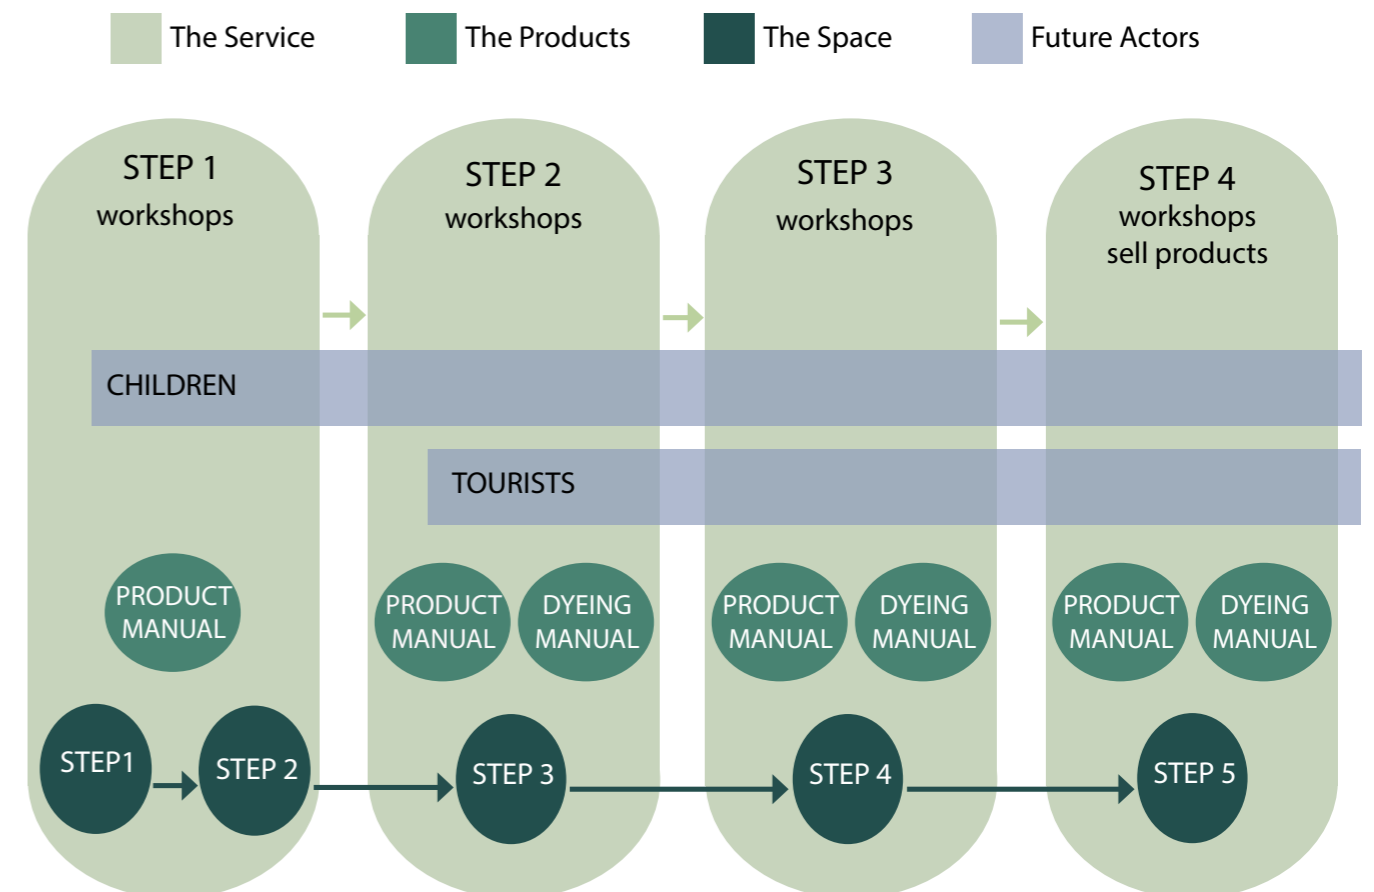 The Service
The Products
The Space
Future Actors
STEP 1
workshops
STEP 2
workshops
STEP 3
workshops
STEP 4
workshops
sell products
CHILDREN
TOURISTS
PRODUCT
MANUAL
PRODUCT
MANUAL
DYEING
MANUAL
PRODUCT
MANUAL
DYEING
MANUAL
PRODUCT
MANUAL
DYEING
MANUAL
STEP1
STEP 2
STEP 3
STEP 4
STEP 5